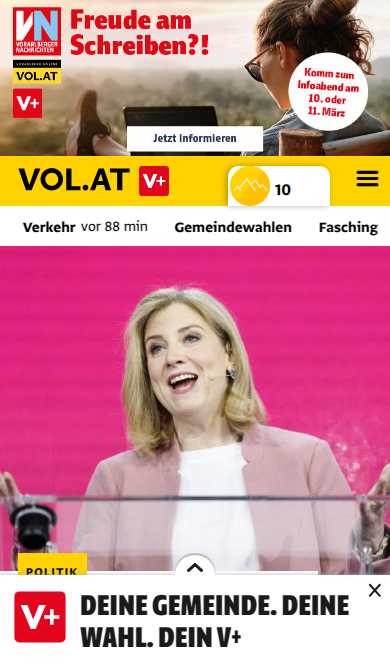 VN
VORARLBERGER
NACHRICHTEN
VORARLBERG ONLINE
VOL.AT
V+
Freude am
Schreiben?!
Komm zum
Infoabend am
10. oder
11. März
Jetzt informieren
VOL.AT V+ 10
Verkehr vor 88 min Gemeindewahlen Fasching
POLITIK
V+
DEINE GEMEINDE. DEINE
WAHL. DEIN V+